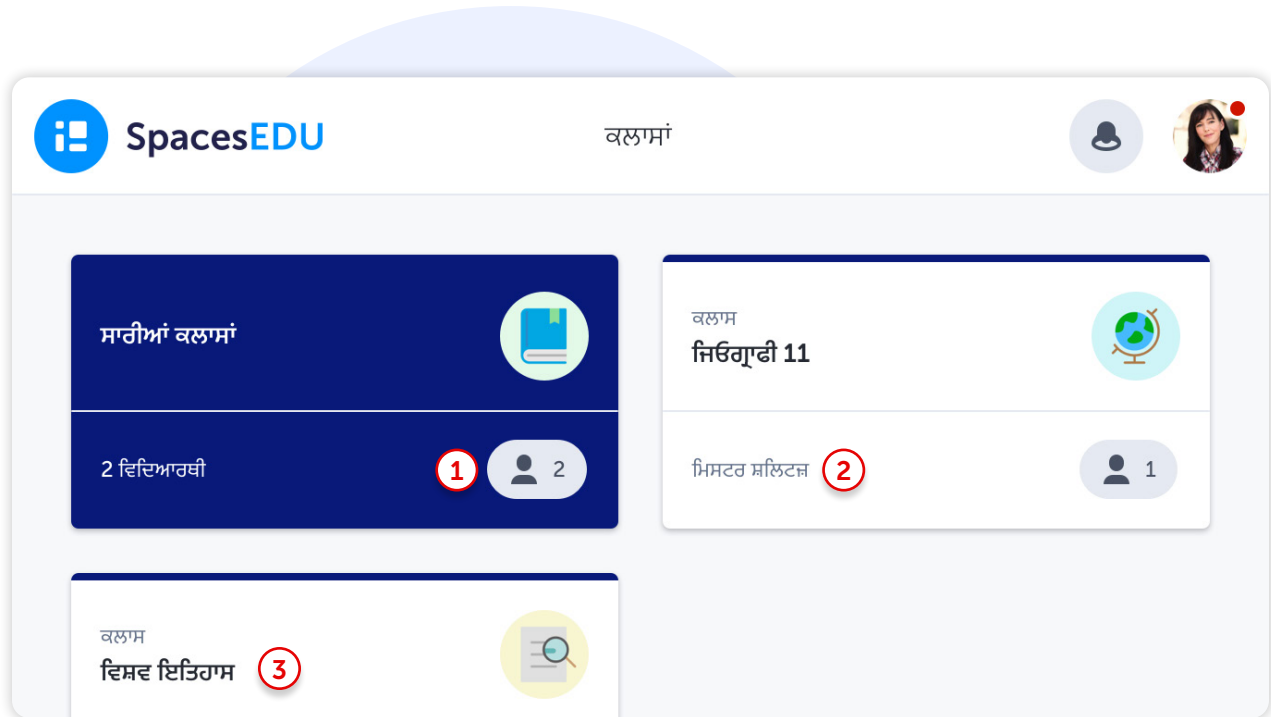 SpacesEDU
ਕਲਾਸਾਂ
ਸਾਰੀਆਂ ਕਲਾਸਾਂ
2 ਵਿਦਿਆਰਥੀ
1
2
ਕਲਾਸ
ਜਿਓਗ੍ਰਾਫੀ 11
ਮਿਸਟਰ ਸ਼ਲਿਟਜ਼
2
1
ਕਲਾਸ
ਵਿਸ਼ਵ ਇਤਿਹਾਸ
3